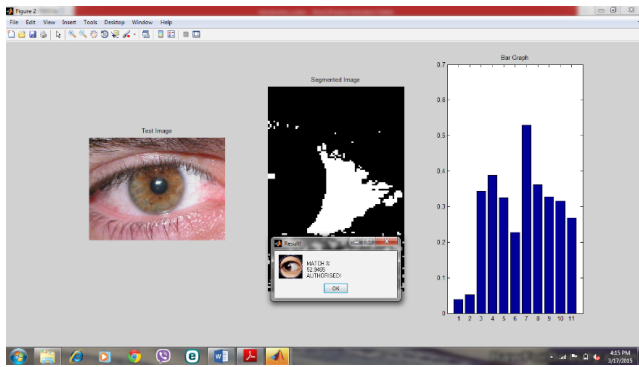 Figure 2
File Edit View Insert Tools Desktop Window Help
Bar Graph
Segmented Image
Test Image
0.7
0.6
0.5
0.4
0.3
0.2
0.1
0
1 2 3 4 5 6 7 8 9 10 11
Result!
MATCH %
52.9455
AUTHORISED!
OK
4:15 PM
3/17/2015